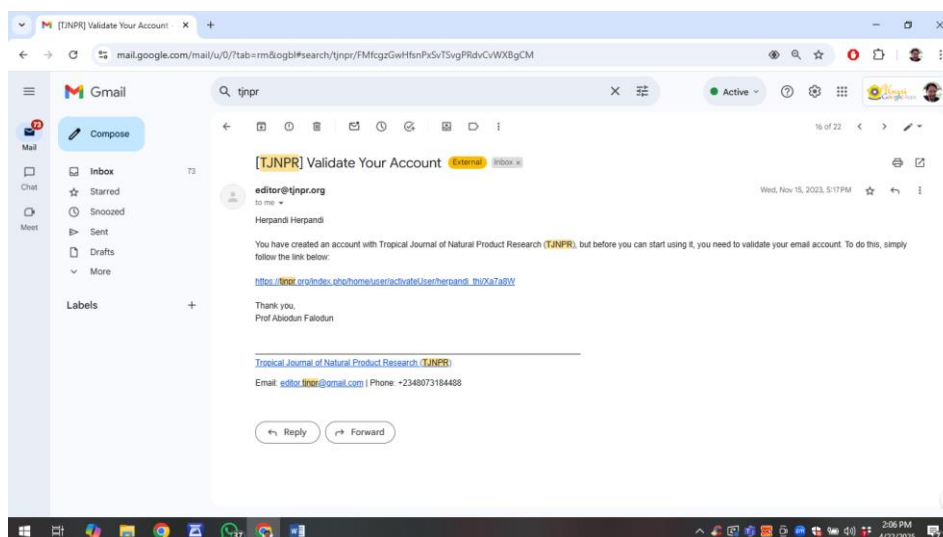 [TJNPR] Validate Your Account
mail.google.com/mail/u/0/?tab=rm&ogbl#search/tjnpr/FMfcgzGwHfsnPxSvTSvgPRdvCvWXBgCM
Gmail
tjnpr
Active
73
Mail
Compose
16 of 22
[TJNPR] Validate Your Account External Inbox x
Inbox 73
Chat
Starred
editor@tjnpr.org
Wed, Nov 15, 2023, 5:17 PM
to me
Snoozed
Herpandi Herpandi
Meet
Sent
Drafts
You have created an account with Tropical Journal of Natural Product Research (TJNPR), but before you can start using it, you need to validate your email account. To do this, simply
follow the link below:
More
https://tjnpr.org/index.php/home/user/activateUser/herpandi_thi/Xa7a8W
Labels
Thank you,
Prof Abiodun Falodun
Tropical Journal of Natural Product Research (TJNPR)
Email: editor.tjnpr@gmail.com | Phone: +2348073184488
Reply
Forward
2:06 PM
4/22/2025